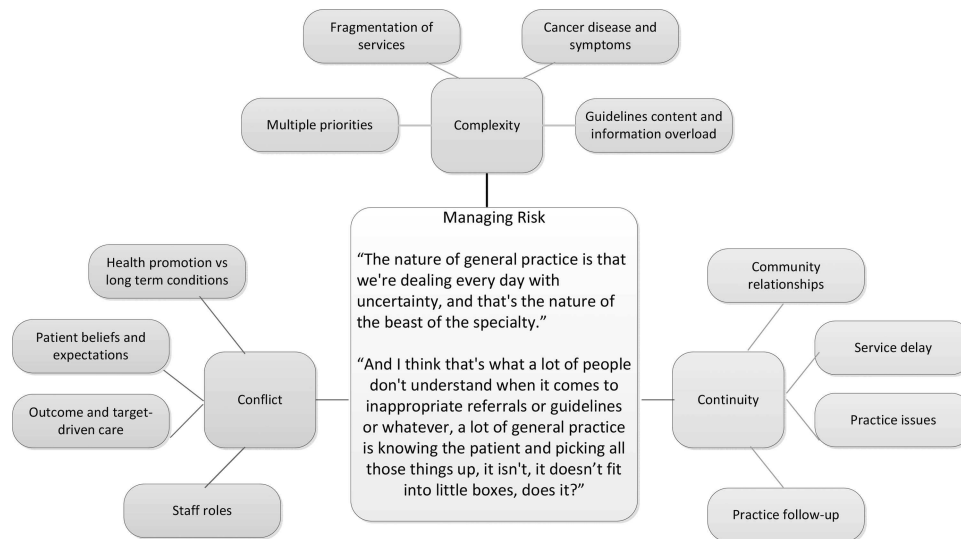 Fragmentation of
services
Cancer disease and
symptoms
Multiple priorities
Complexity
Guidelines content and
information overload
Managing Risk
“The nature of general practice is that
we're dealing every day with
uncertainty, and that's the nature of
the beast of the specialty.”
“And I think that's what a lot of people
don't understand when it comes to
inappropriate referrals or guidelines
or whatever, a lot of general practice
is knowing the patient and picking all
those things up, it isn't, it doesn’t fit
into little boxes, does it?”
Health promotion vs
long term conditions
Patient beliefs and
expectations
Outcome and target-
driven care
Conflict
Staff roles
Community
relationships
Service delay
Continuity
Practice issues
Practice follow-up